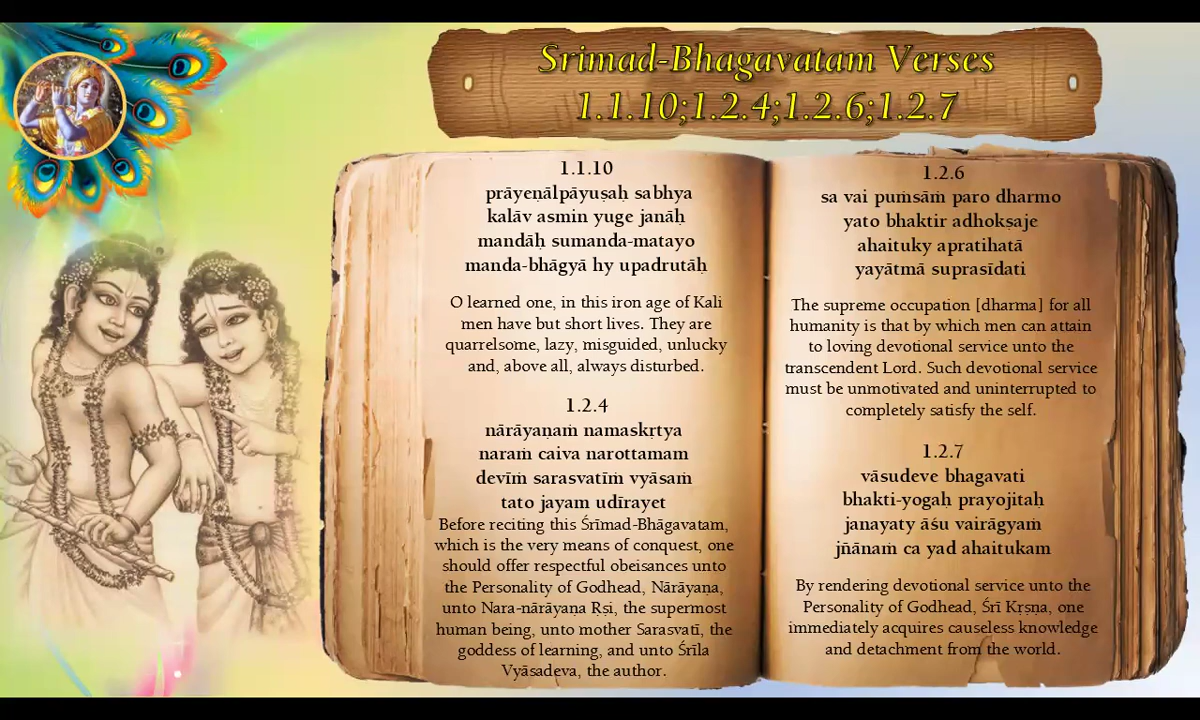 Srimad-Bhagavatam Verses
1.1.10;1.2.4;1.2.6;1.2.7
1.1.10
prāyeṇālpāyuṣaḥ sabhya
kalāv asmin yuge janāḥ
mandāḥ sumanda-matayo
manda-bhāgyā hy upadrutāḥ
O learned one, in this iron age of Kali
men have but short lives. They are
quarrelsome, lazy, misguided, unlucky
and, above all, always disturbed.
1.2.4
nārāyaṇaṁ namaskṛtya
naraṁ caiva narottamam
devīṁ sarasvatīṁ vyāsaṁ
tato jayam udīrayet
Before reciting this Śrīmad-Bhāgavatam,
which is the very means of conquest, one
should offer respectful obeisances unto
the Personality of Godhead, Nārāyaṇa,
unto Nara-nārāyaṇa Ṛṣi, the supermost
human being, unto mother Sarasvatī, the
goddess of learning, and unto Śrīla
Vyāsadeva, the author.
1.2.6
sa vai puṁsāṁ paro dharmo
yato bhaktir adhokṣaje
ahaituky apratihatā
yayātmā suprasīdati
The supreme occupation [dharma] for all
humanity is that by which men can attain
to loving devotional service unto the
transcendent Lord. Such devotional service
must be unmotivated and uninterrupted to
completely satisfy the self.
1.2.7
vāsudeve bhagavati
bhakti-yogaḥ prayojitaḥ
janayaty āśu vairāgyaṁ
jñānaṁ ca yad ahaitukam
By rendering devotional service unto the
Personality of Godhead, Śrī Kṛṣṇa, one
immediately acquires causeless knowledge
and detachment from the world.